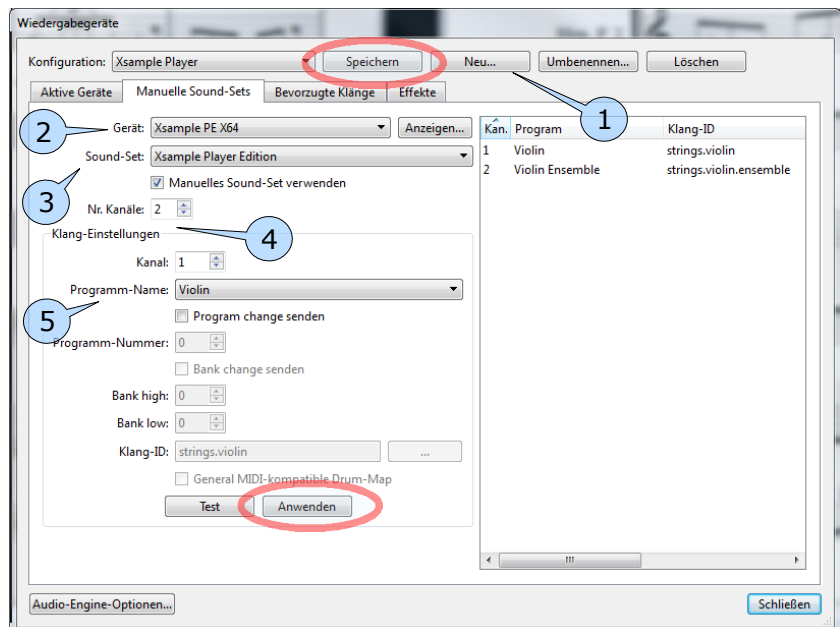 Wiedergabegeräte
Konfiguration: Xsample Player Speichern Neu... Umbenennen... Löschen
1
Aktive Geräte Manuelle Sound-Sets Bevorzugte Klänge Effekte
2
Gerät: Xsample PE X64 Anzeigen...
Sound-Set: Xsample Player Edition
3
Manuelles Sound-Set verwenden
Nr. Kanäle: 2
4
Klang-Einstellungen
Kanal: 1
Programm-Name: Violin
5
Program change senden
Programm-Nummer: 0
Bank change senden
Bank high: 0
Bank low: 0
Klang-ID: strings.violin ...
General MIDI-kompatible Drum-Map
Test Anwenden
Kan. Program Klang-ID
1 Violin strings.violin
2 Violin Ensemble strings.violin.ensemble
Audio-Engine-Optionen... Schließen